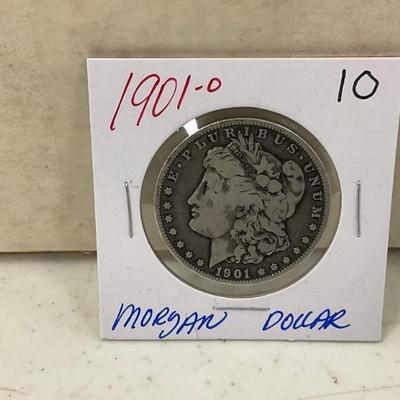 1901-O 10
E·PLURIBUS·UNUM
1901
MORGAN DOLLAR